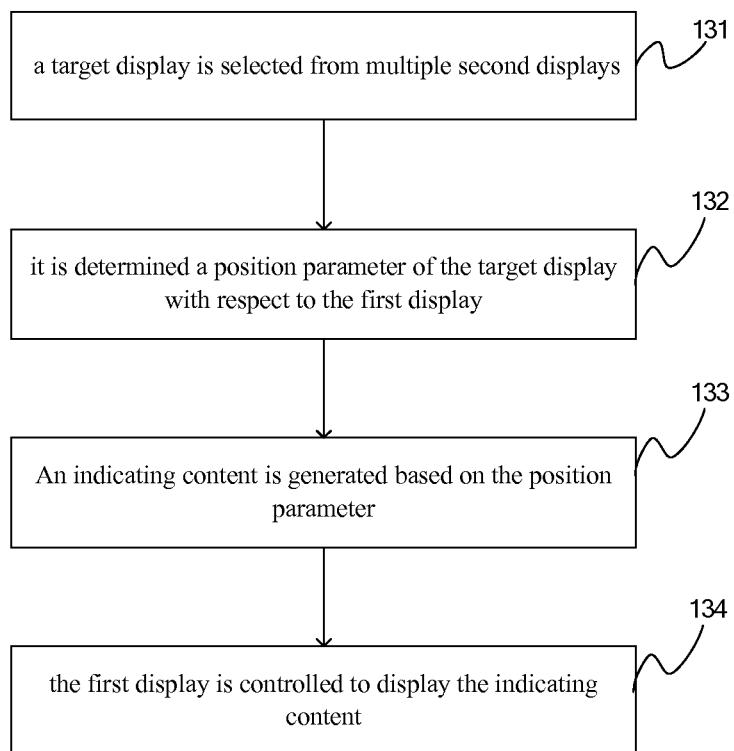 131
a target display is selected from multiple second displays
132
it is determined a position parameter of the target display
with respect to the first display
133
An indicating content is generated based on the position
parameter
134
the first display is controlled to display the indicating
content